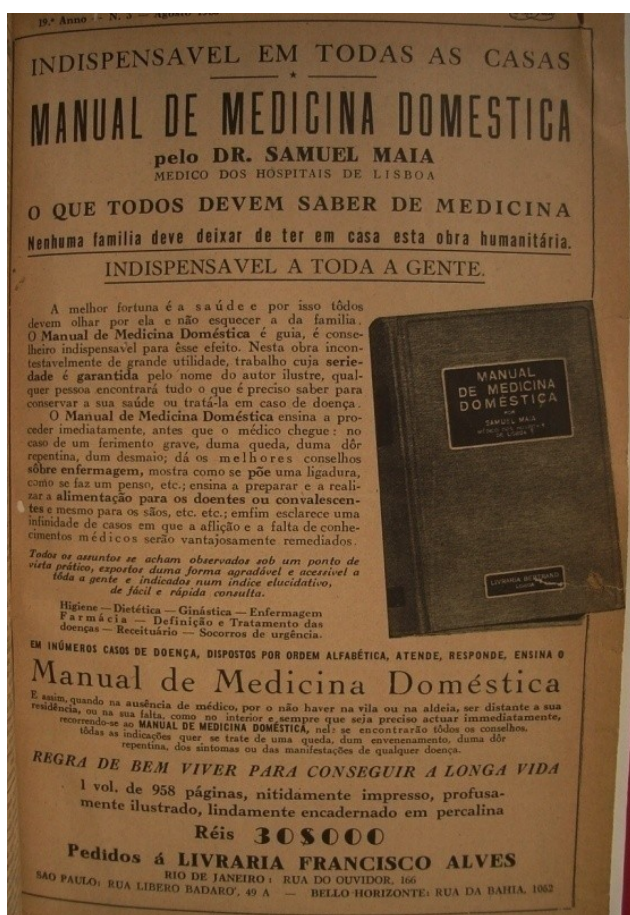 19.º Anno - N. 3 — Agosto
INDISPENSAVEL EM TODAS AS CASAS
MANUAL DE MEDICINA DOMESTICA
pelo DR. SAMUEL MAIA
MEDICO DOS HOSPITAIS DE LISBOA
O QUE TODOS DEVEM SABER DE MEDICINA
Nenhuma familia deve deixar de ter em casa esta obra humanitária.
INDISPENSAVEL A TODA A GENTE.
A melhor fortuna é a saúde e por isso tôdos
devem olhar por ela e não esquecer a da familia.
O Manual de Medicina Doméstica é guia, é conse-
lheiro indispensavel para êsse efeito. Nesta obra incon-
testavelmente de grande utilidade, trabalho cuja serie-
dade é garantida pelo nome do autor ilustre, qual-
quer pessoa encontrará tudo o que é preciso saber para
conservar a sua saúde ou tratá-la em caso de doença.
O Manual de Medicina Doméstica ensina a pro-
ceder imediatamente, antes que o médico chegue: no
caso de um ferimento grave, duma queda, duma dôr
repentina, dum desmaio; dá os melhores conselhos
sôbre enfermagem, mostra como se põe uma ligadura,
como se faz um penso, etc.; ensina a preparar e a reali-
zar a alimentação para os doentes ou convalescen-
tes e mesmo para os sãos, etc. etc.; emfim esclarece uma
infinidade de casos em que a aflição e a falta de conhe-
cimentos médicos serão vantajosamente remediados.
Todos os assuntos se acham observados sob um ponto de
vista prático, expostos duma forma agradável e acessivel a
tôda a gente e indicados num indice elucidativo,
de fácil e rápida consulta.
Higiene — Dietética — Ginástica — Enfermagem
Farmácia — Definição e Tratamento das
doenças — Receituário — Socorros de urgência.
MANUAL
DE MEDICINA
DOMÉSTICA
POR
SAMUEL MAIA
LIVRARIA BERTRAND
LISBOA
EM INÚMEROS CASOS DE DOENÇA, DISPOSTOS POR ORDEM ALFABÉTICA, ATENDE, RESPONDE, ENSINA O
Manual de Medicina Doméstica
E assim, quando na ausência de médico, por o não haver na vila ou na aldeia, ser distante a sua
residência, ou na sua falta, como no interior e sempre que seja preciso actuar immediatamente,
recorrendo-se ao MANUAL DE MEDICINA DOMÉSTICA, nele se encontrarão tôdos os conselhos,
tôdas as indicações quer se trate de uma queda, dum envenenamento, duma dôr
repentina, dos sintomas ou das manifestações de qualquer doença.
REGRA DE BEM VIVER PARA CONSEGUIR A LONGA VIDA
1 vol. de 958 páginas, nitidamente impresso, profusa-
mente ilustrado, lindamente encadernado em percalina
Réis 30$000
Pedidos á LIVRARIA FRANCISCO ALVES
RIO DE JANEIRO: RUA DO OUVIDOR, 166
SAO PAULO: RUA LIBERO BADARO', 49 A — BELLO HORIZONTE: RUA DA BAHIA, 1062